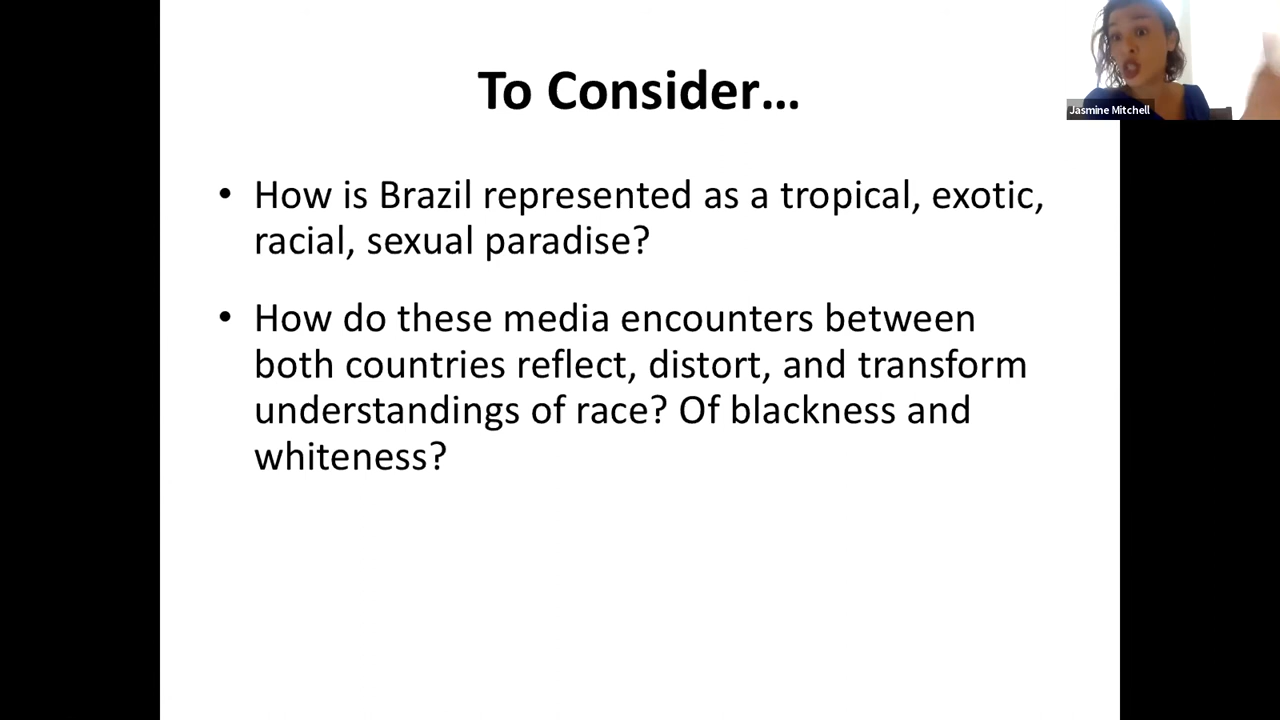 To Consider…
Jasmine Mitchell
• How is Brazil represented as a tropical, exotic,
racial, sexual paradise?
• How do these media encounters between
both countries reflect, distort, and transform
understandings of race? Of blackness and
whiteness?